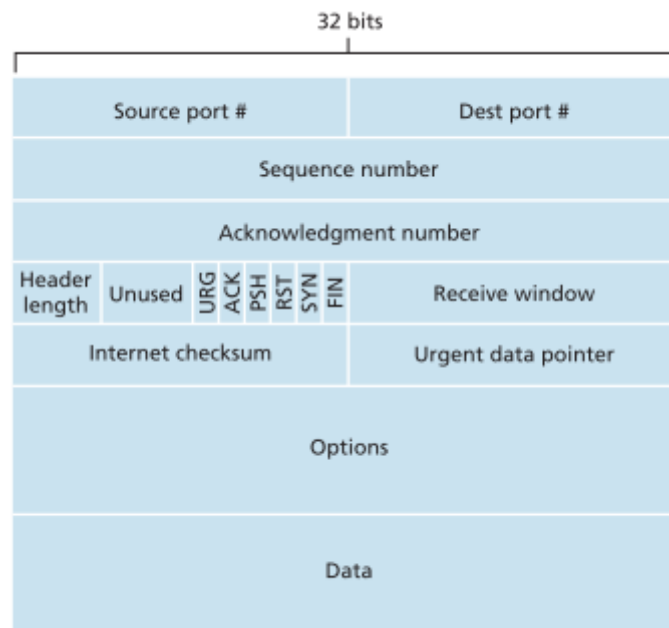 32 bits
Source port #
Dest port #
Sequence number
Acknowledgment number
Header
length
Unused
URG
ACK
PSH
RST
SYN
FIN
Receive window
Internet checksum
Urgent data pointer
Options
Data